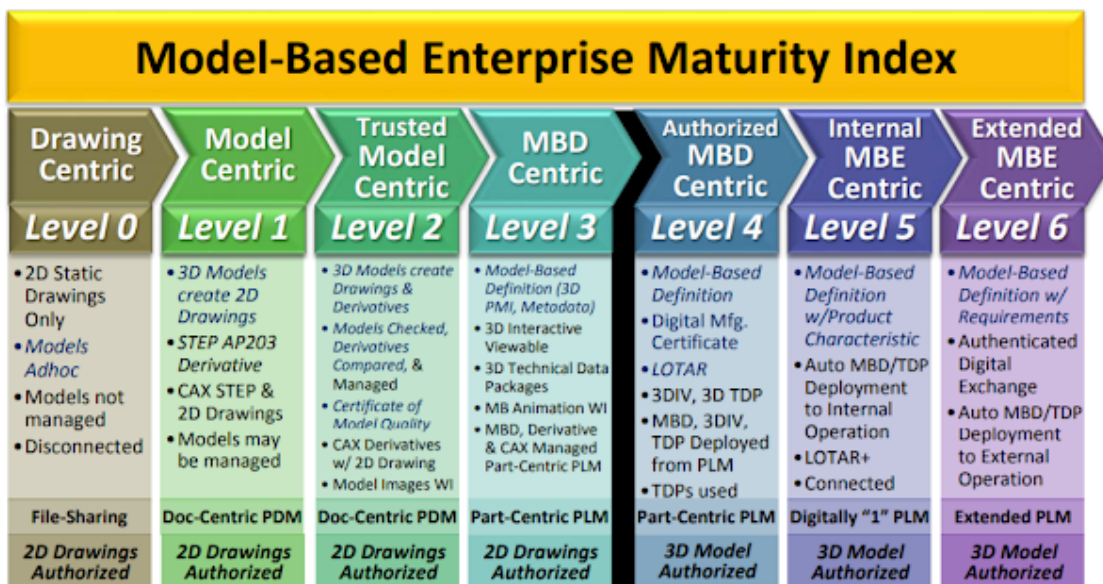 Model-Based Enterprise Maturity Index
Drawing
Centric
Level 0
• 2D Static
Drawings
Only
• Models
Adhoc
• Models not
managed
• Disconnected
File-Sharing
2D Drawings
Authorized
Model
Centric
Level 1
• 3D Models
create 2D
Drawings
• STEP AP203
Derivative
• CAX STEP &
2D Drawings
• Models may
be managed
Doc-Centric PDM
2D Drawings
Authorized
Trusted
Model
Centric
Level 2
• 3D Models create
Drawings &
Derivatives
• Models Checked,
Derivatives
Compared, &
Managed
• Certificate of
Model Quality
• CAX Derivatives
w/ 2D Drawing
• Model Images WI
Doc-Centric PDM
2D Drawings
Authorized
MBD
Centric
Level 3
• Model-Based
Definition (3D
PMI, Metadata)
• 3D Interactive
Viewable
• 3D Technical Data
Packages
• MB Animation WI
• MBD, Derivative
& CAX Managed
Part-Centric PLM
Part-Centric PLM
2D Drawings
Authorized
Authorized
MBD
Centric
Level 4
• Model-Based
Definition
• Digital Mfg.
Certificate
• LOTAR
• 3DIV, 3D TDP
• MBD, 3DIV,
TDP Deployed
from PLM
• TDPs used
Part-Centric PLM
3D Model
Authorized
Internal
MBE
Centric
Level 5
• Model-Based
Definition
w/Product
Characteristic
• Auto MBD/TDP
Deployment
to Internal
Operation
• LOTAR+
• Connected
Digitally “1” PLM
3D Model
Authorized
Extended
MBE
Centric
Level 6
• Model-Based
Definition w/
Requirements
• Authenticated
Digital
Exchange
• Auto MBD/TDP
Deployment
to External
Operation
Extended PLM
3D Model
Authorized